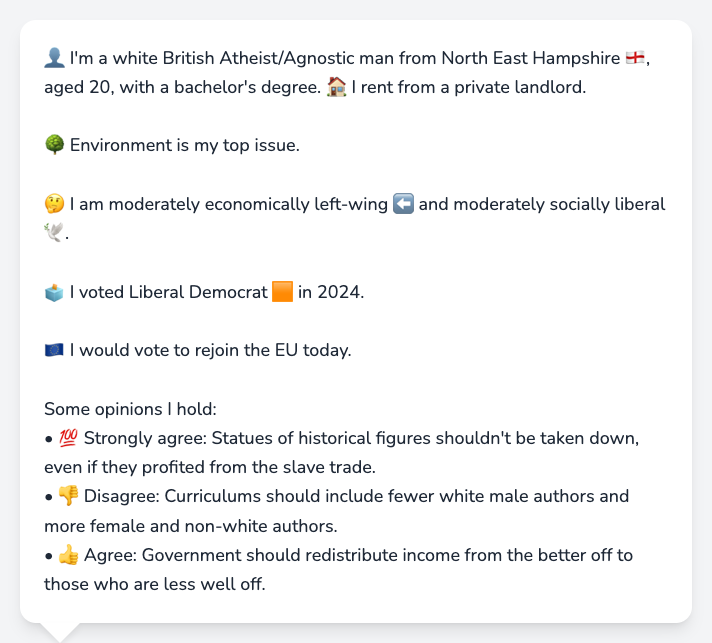 👤 I'm a white British Atheist/Agnostic man from North East Hampshire 🏴󠁧󠁢󠁥󠁮󠁧󠁿,
aged 20, with a bachelor's degree. 🏠 I rent from a private landlord.
🌳 Environment is my top issue.
🤔 I am moderately economically left-wing ⬅️ and moderately socially liberal
🕊️.
🗳️ I voted Liberal Democrat 🟧 in 2024.
🇪🇺 I would vote to rejoin the EU today.
Some opinions I hold:
• 💯 Strongly agree: Statues of historical figures shouldn't be taken down,
even if they profited from the slave trade.
• 👎 Disagree: Curriculums should include fewer white male authors and
more female and non-white authors.
• 👍 Agree: Government should redistribute income from the better off to
those who are less well off.